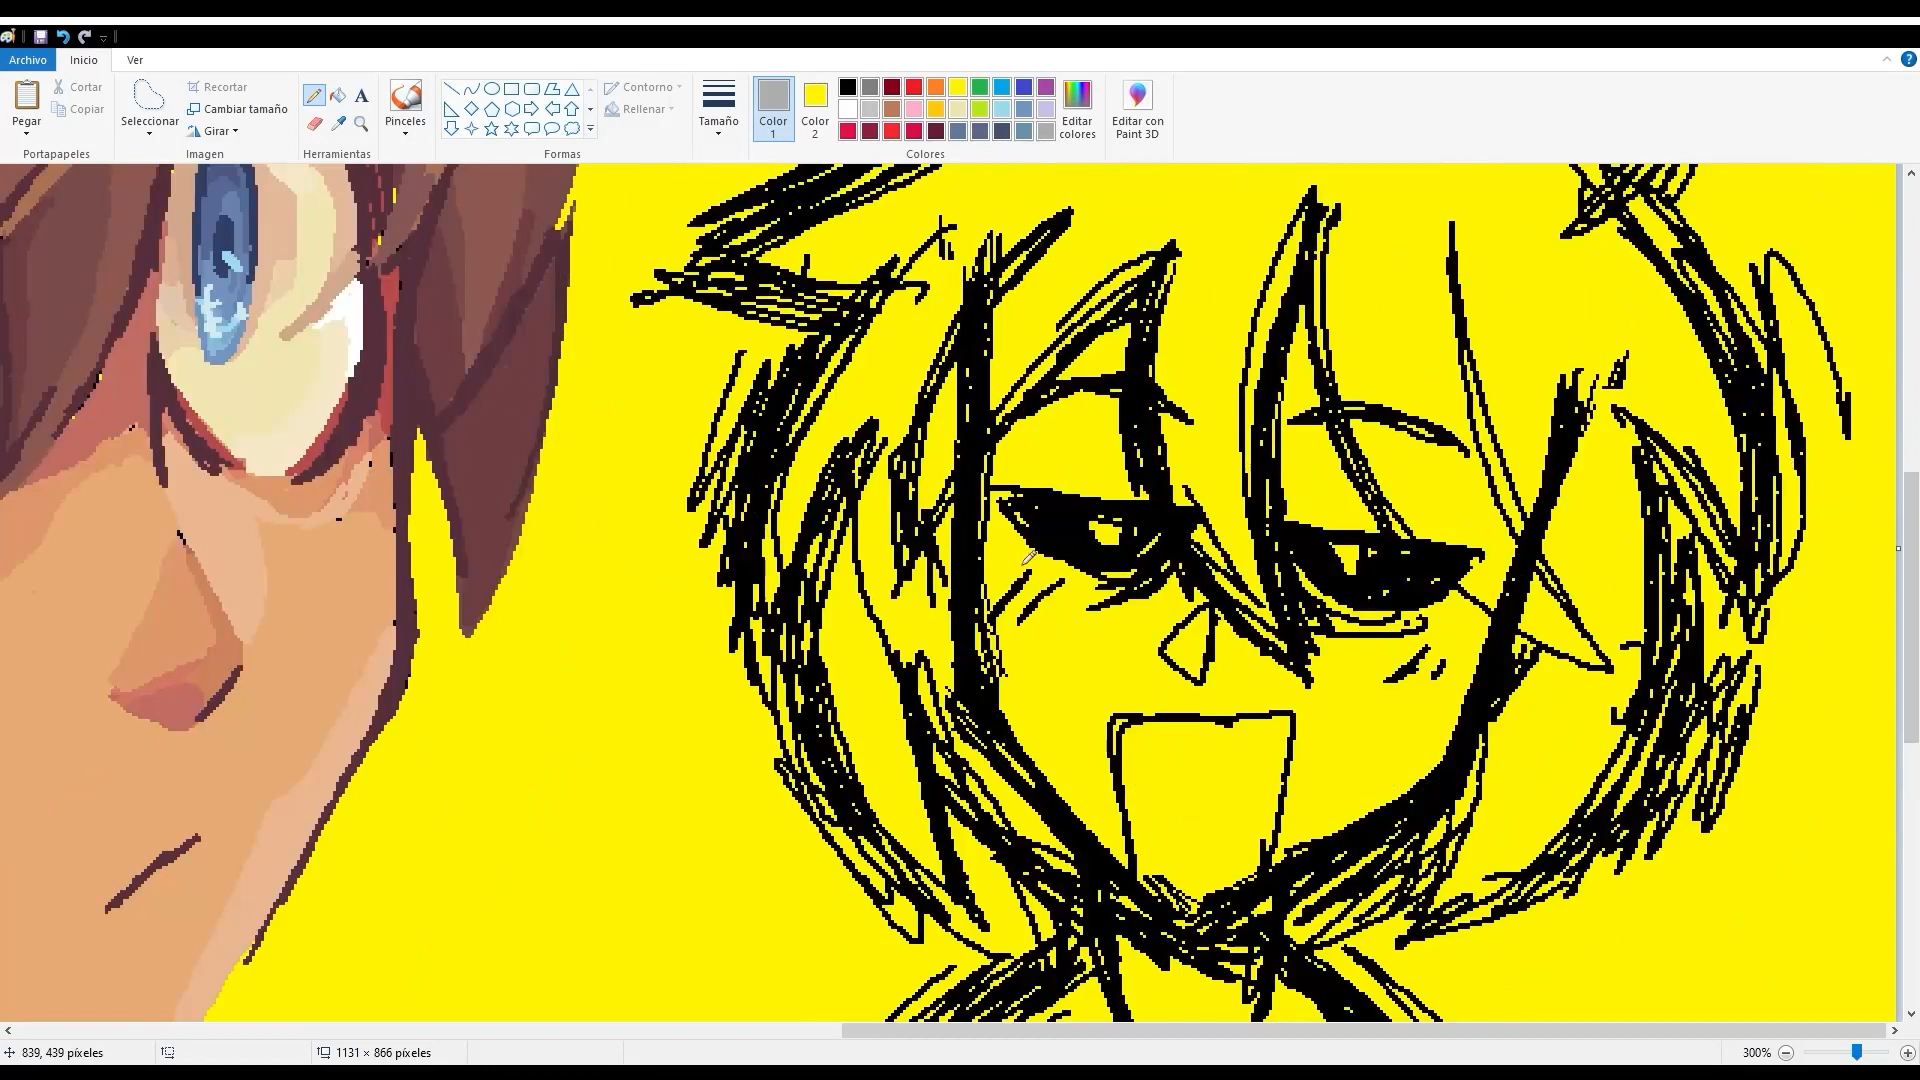 Archivo Inicio Ver
Pegar
Cortar
Copiar
Portapapeles
Seleccionar
Recortar
Cambiar tamaño
Girar
Imagen
A
Herramientas
Pinceles
Contorno
Rellenar
Formas
Tamaño
Color
1
Color
2
Editar
colores
Colores
Editar con
Paint 3D
?
839, 439 píxeles
1131 × 866 píxeles
300%